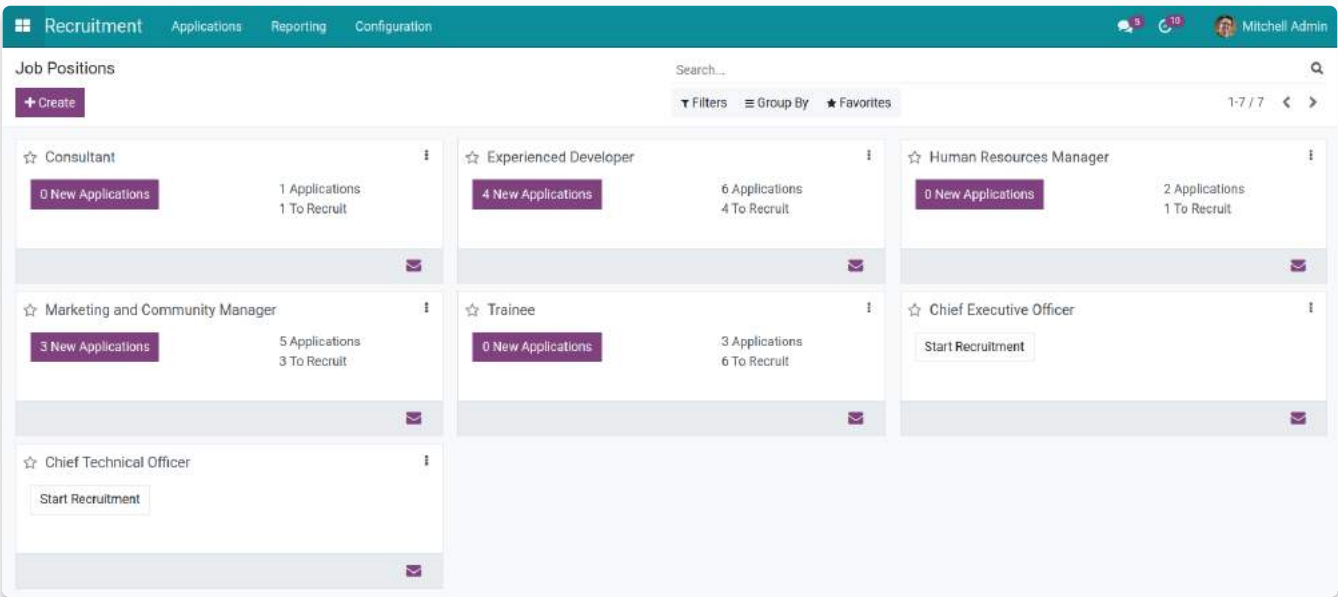 Recruitment Applications Reporting Configuration 5 10 Mitchell Admin
Job Positions Search...
+ Create Filters Group By Favorites 1-7 / 7
Consultant
0 New Applications
1 Applications
1 To Recruit
Experienced Developer
4 New Applications
6 Applications
4 To Recruit
Human Resources Manager
0 New Applications
2 Applications
1 To Recruit
Marketing and Community Manager
3 New Applications
5 Applications
3 To Recruit
Trainee
0 New Applications
3 Applications
6 To Recruit
Chief Executive Officer
Start Recruitment
Chief Technical Officer
Start Recruitment